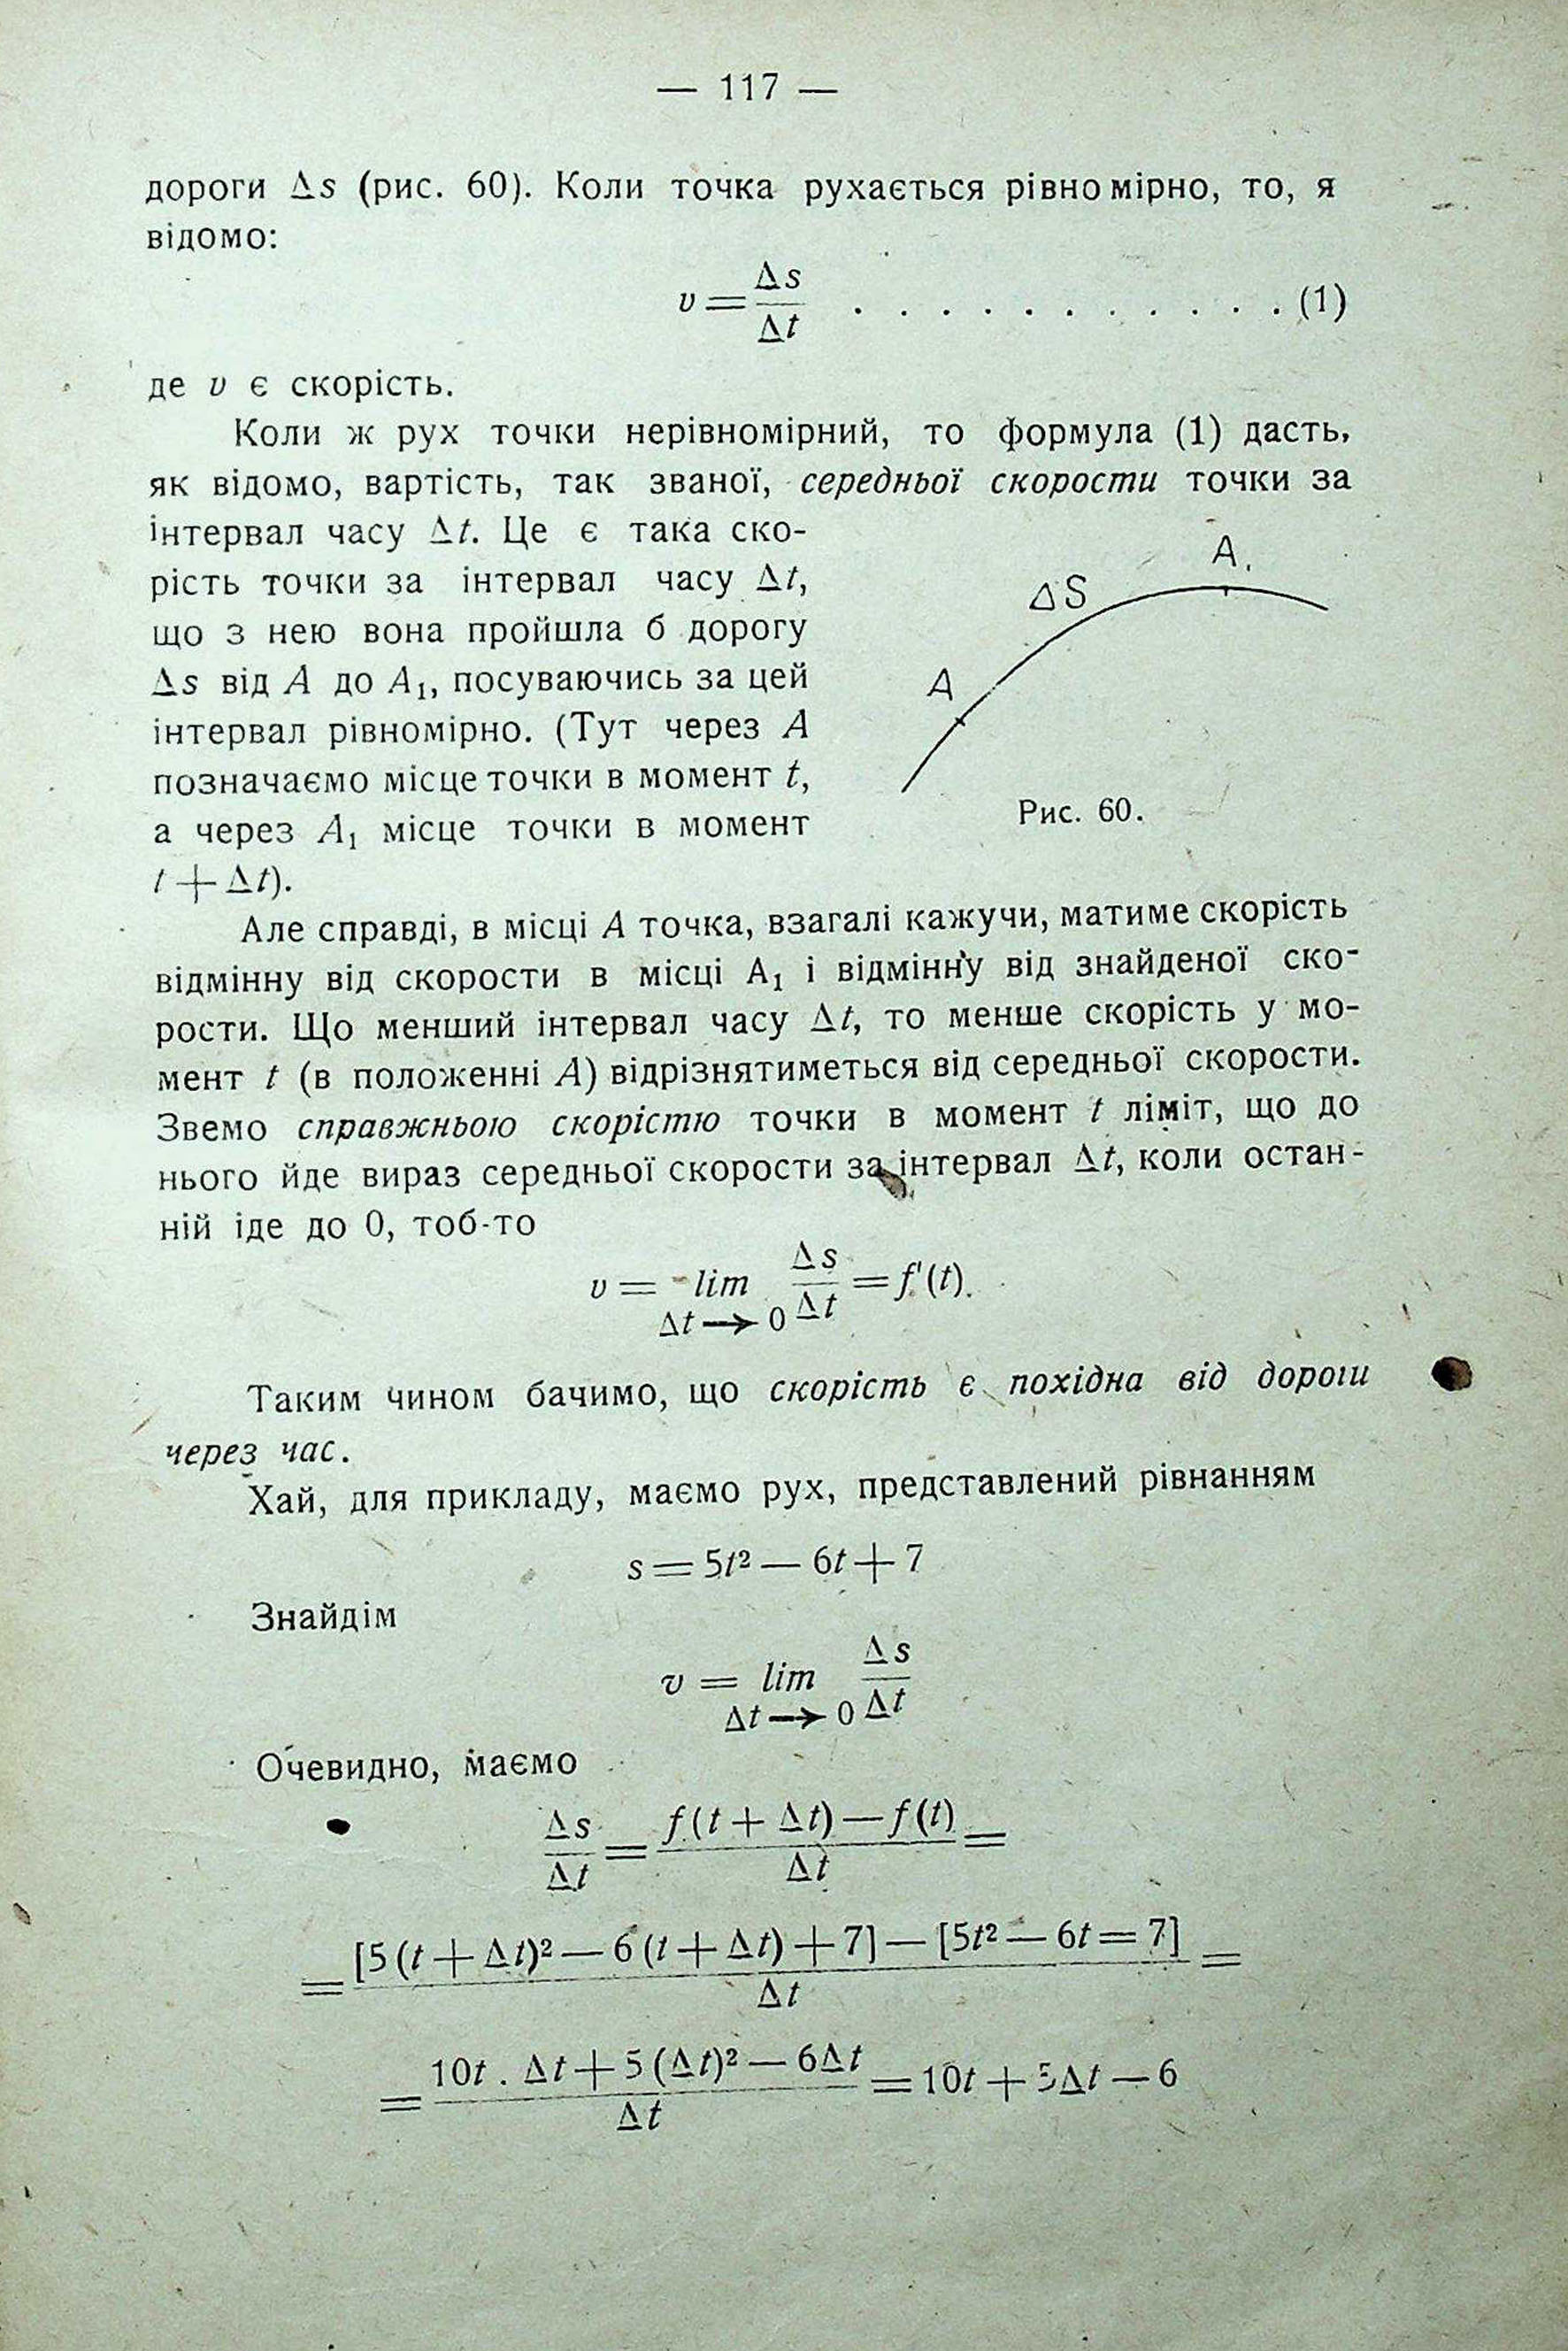 — 117 —
дороги Δs (рис. 60). Коли точка рухається рівномірно, то, я
відомо:
v = Δs/Δt . . . . . . . . . . . (1)
де v є скорість.
Коли ж рух точки нерівномірний, то формула (1) дасть,
як відомо, вартість, так званої, середньої скорости точки за
інтервал часу Δt. Це є така ско-
рість точки за інтервал часу Δt,
що з нею вона пройшла б дорогу
Δs від A до A₁, посуваючись за цей
інтервал рівномірно. (Тут через A
позначаємо місце точки в момент t,
а через A₁ місце точки в момент
t + Δt).
A₁
ΔS
A
Рис. 60.
Але справді, в місці A точка, взагалі кажучи, матиме скорість
відмінну від скорости в місці A₁ і відмінну від знайденої ско-
рости. Що менший інтервал часу Δt, то менше скорість у мо-
мент t (в положенні A) відрізнятиметься від середньої скорости.
Звемо справжньою скорістю точки в момент t ліміт, що до
нього йде вираз середньої скорости за інтервал Δt, коли остан-
ній іде до 0, тоб-то
v = lim Δs/Δt = f'(t).
Δt → 0
Таким чином бачимо, що скорість є похідна від дороги
через час.
Хай, для прикладу, маємо рух, представлений рівнанням
s = 5t² — 6t + 7
Знайдім
v = lim Δs/Δt
Δt → 0
Очевидно, маємо
Δs/Δt = f(t + Δt) — f(t) / Δt =
= [5(t + Δt)² — 6(t + Δt) + 7] — [5t² — 6t = 7] / Δt =
= 10t . Δt + 5(Δt)² — 6Δt / Δt = 10t + 5Δt — 6